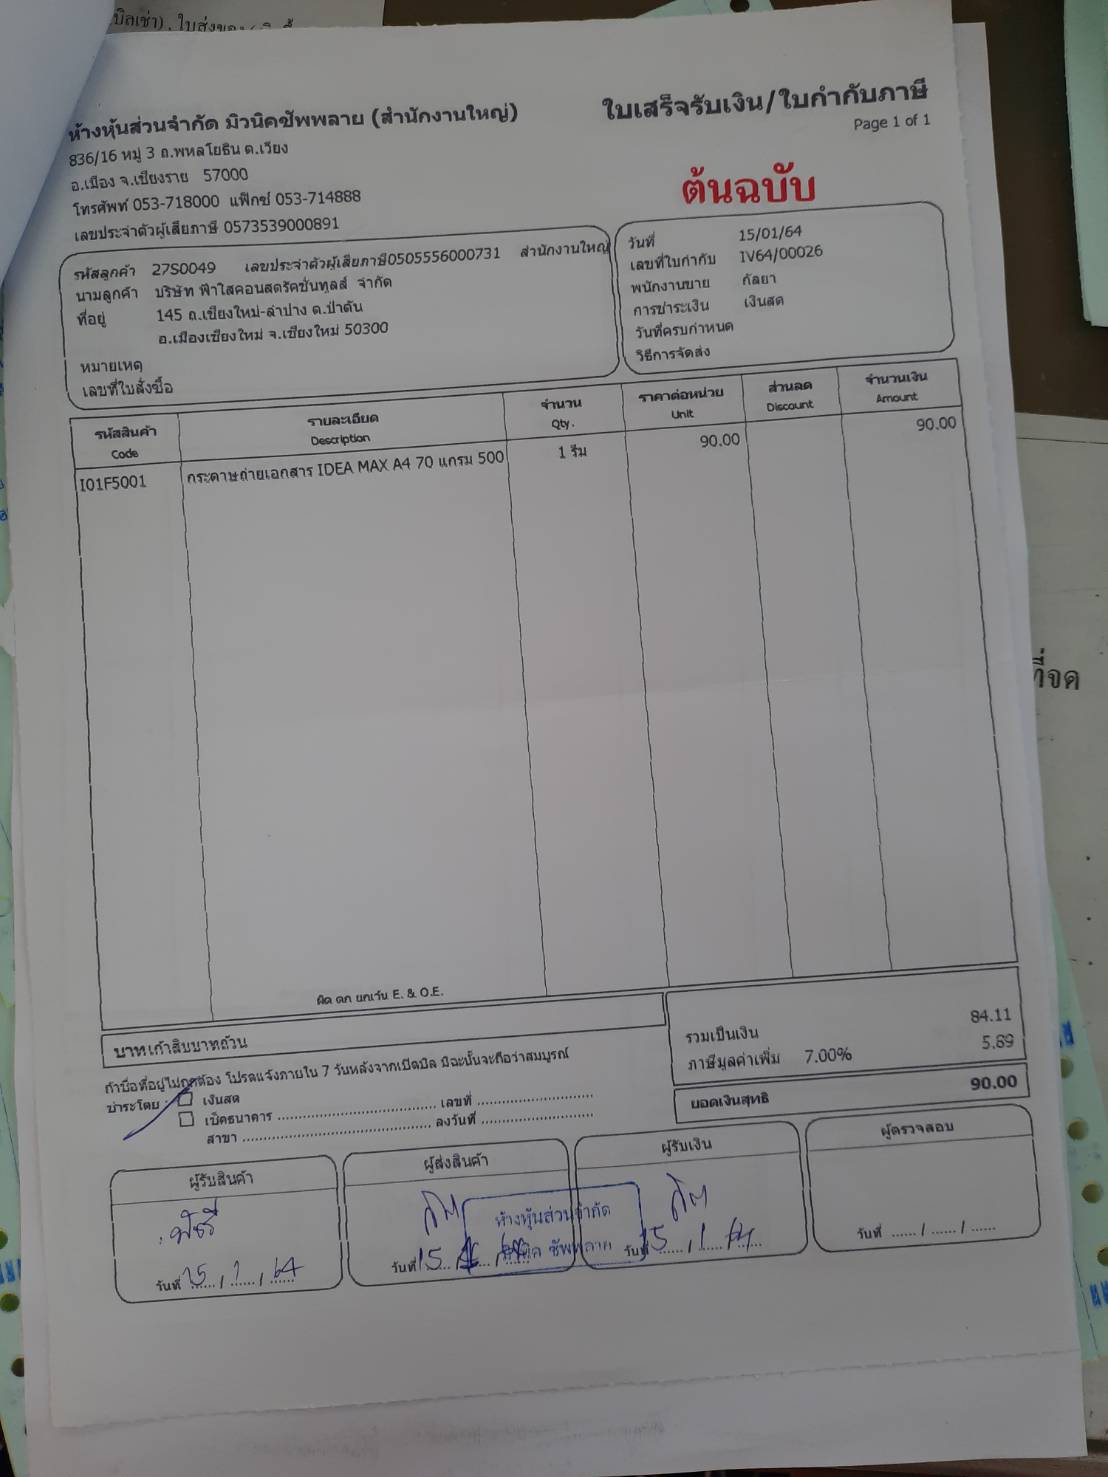 บิลเช่า), ใบส่งของ
ห้างหุ้นส่วนจำกัด มิวนิคซัพพลาย (สำนักงานใหญ่)
ใบเสร็จรับเงิน/ใบกำกับภาษี
836/16 หมู่ 3 ถ.พหลโยธิน ต.เวียง
Page 1 of 1
อ.เมือง จ.เชียงราย 57000
โทรศัพท์ 053-718000 แฟ็กซ์ 053-714888
ต้นฉบับ
เลขประจำตัวผู้เสียภาษี 0573539000891
รหัสลูกค้า 27S0049 เลขประจำตัวผู้เสียภาษี0505556000731 สำนักงานใหญ่
นามลูกค้า บริษัท ฟ้าใสคอนสตรัคชั่นทูลส์ จำกัด
ที่อยู่ 145 ถ.เชียงใหม่-ลำปาง ต.ป่าตัน
อ.เมืองเชียงใหม่ จ.เชียงใหม่ 50300
หมายเหตุ
เลขที่ใบสั่งซื้อ
วันที่ 15/01/64
เลขที่ใบกำกับ IV64/00026
พนักงานขาย กัลยา
การชำระเงิน เงินสด
วันที่ครบกำหนด
วิธีการจัดส่ง
รหัสสินค้า รายละเอียด จำนวน ราคาต่อหน่วย ส่วนลด จำนวนเงิน
Code Description Qty. Unit Discount Amount
I01F5001 กระดาษถ่ายเอกสาร IDEA MAX A4 70 แกรม 500 1 รีม 90.00 90.00
ที่จด
ผิด ตก ยกเว้น E. & O.E.
บาทเก้าสิบบาทถ้วน
รวมเป็นเงิน 84.11
ภาษีมูลค่าเพิ่ม 7.00% 5.89
ยอดเงินสุทธิ 90.00
ถ้าชื่อที่อยู่ไม่ถูกต้อง โปรดแจ้งภายใน 7 วันหลังจากเปิดบิล มิฉะนั้นจะถือว่าสมบูรณ์
ชำระโดย : เงินสด
เช็คธนาคาร ........................................ เลขที่ .............................
สาขา ................................................ ลงวันที่ ............................
ผู้รับสินค้า ผู้ส่งสินค้า ผู้รับเงิน ผู้ตรวจสอบ
ห้างหุ้นส่วนจำกัด
ซัพพลาย
วันที่ 15 / 1 / 64
วันที่ 15
วันที่ 15 / 1 / 64
วันที่ ...... / ...... / ......